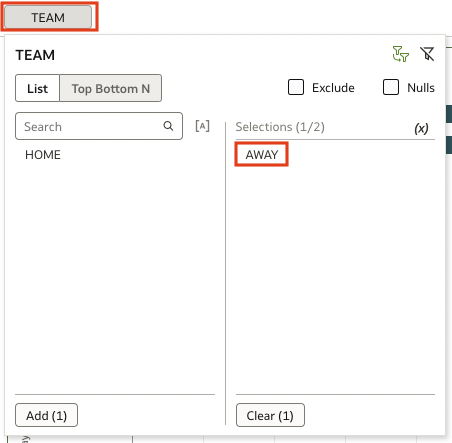 TEAM
TEAM
List Top Bottom N Exclude Nulls
Search [A] Selections (1/2) (x)
HOME AWAY
Add (1) Clear (1)